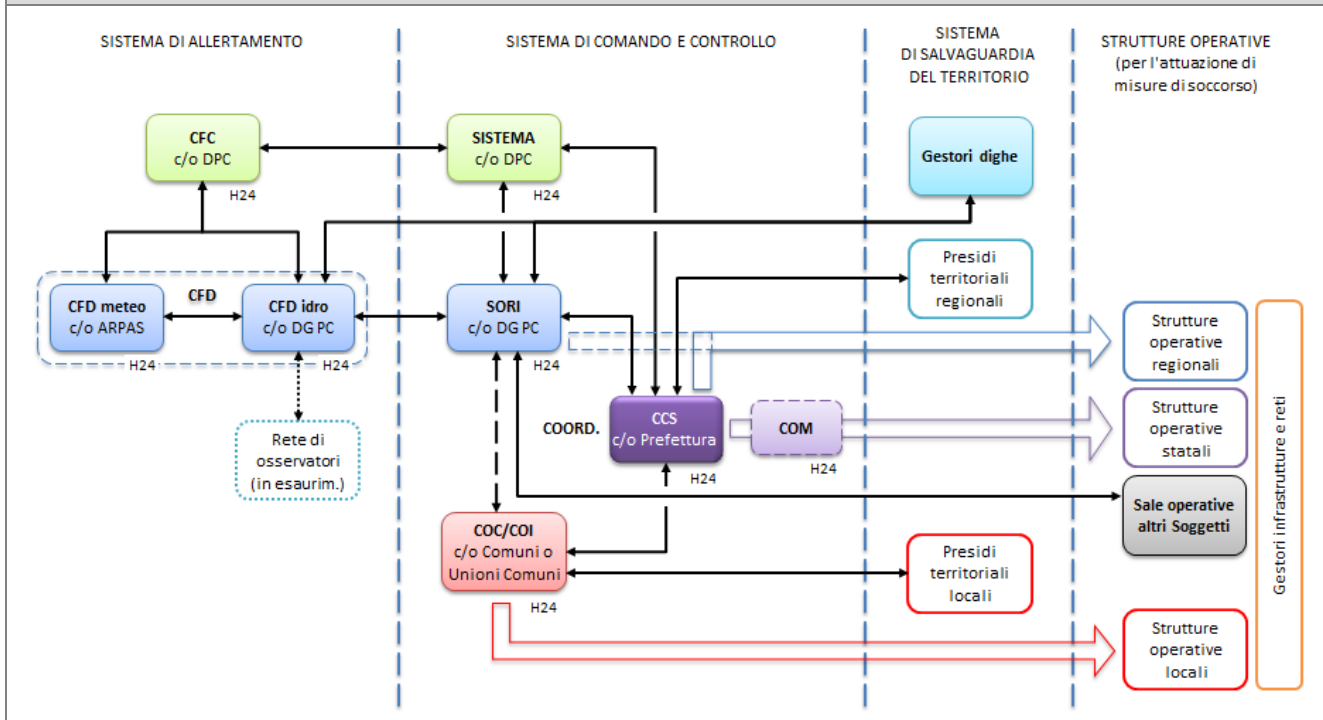 SISTEMA DI ALLERTAMENTO
SISTEMA DI COMANDO E CONTROLLO
SISTEMA
DI SALVAGUARDIA
DEL TERRITORIO
STRUTTURE OPERATIVE
(per l'attuazione di
misure di soccorso)
CFC
c/o DPC
H24
SISTEMA
c/o DPC
H24
Gestori dighe
CFD meteo
c/o ARPAS
H24
CFD
CFD idro
c/o DG PC
H24
SORI
c/o DG PC
H24
Presidi
territoriali
regionali
Strutture
operative
regionali
Rete di
osservatori
(in esaurim.)
COORD.
CCS
c/o Prefettura
H24
COM
H24
Strutture
operative
statali
Sale operative
altri Soggetti
COC/COI
c/o Comuni o
Unioni Comuni
H24
Presidi
territoriali
locali
Strutture
operative
locali
Gestori infrastrutture e reti